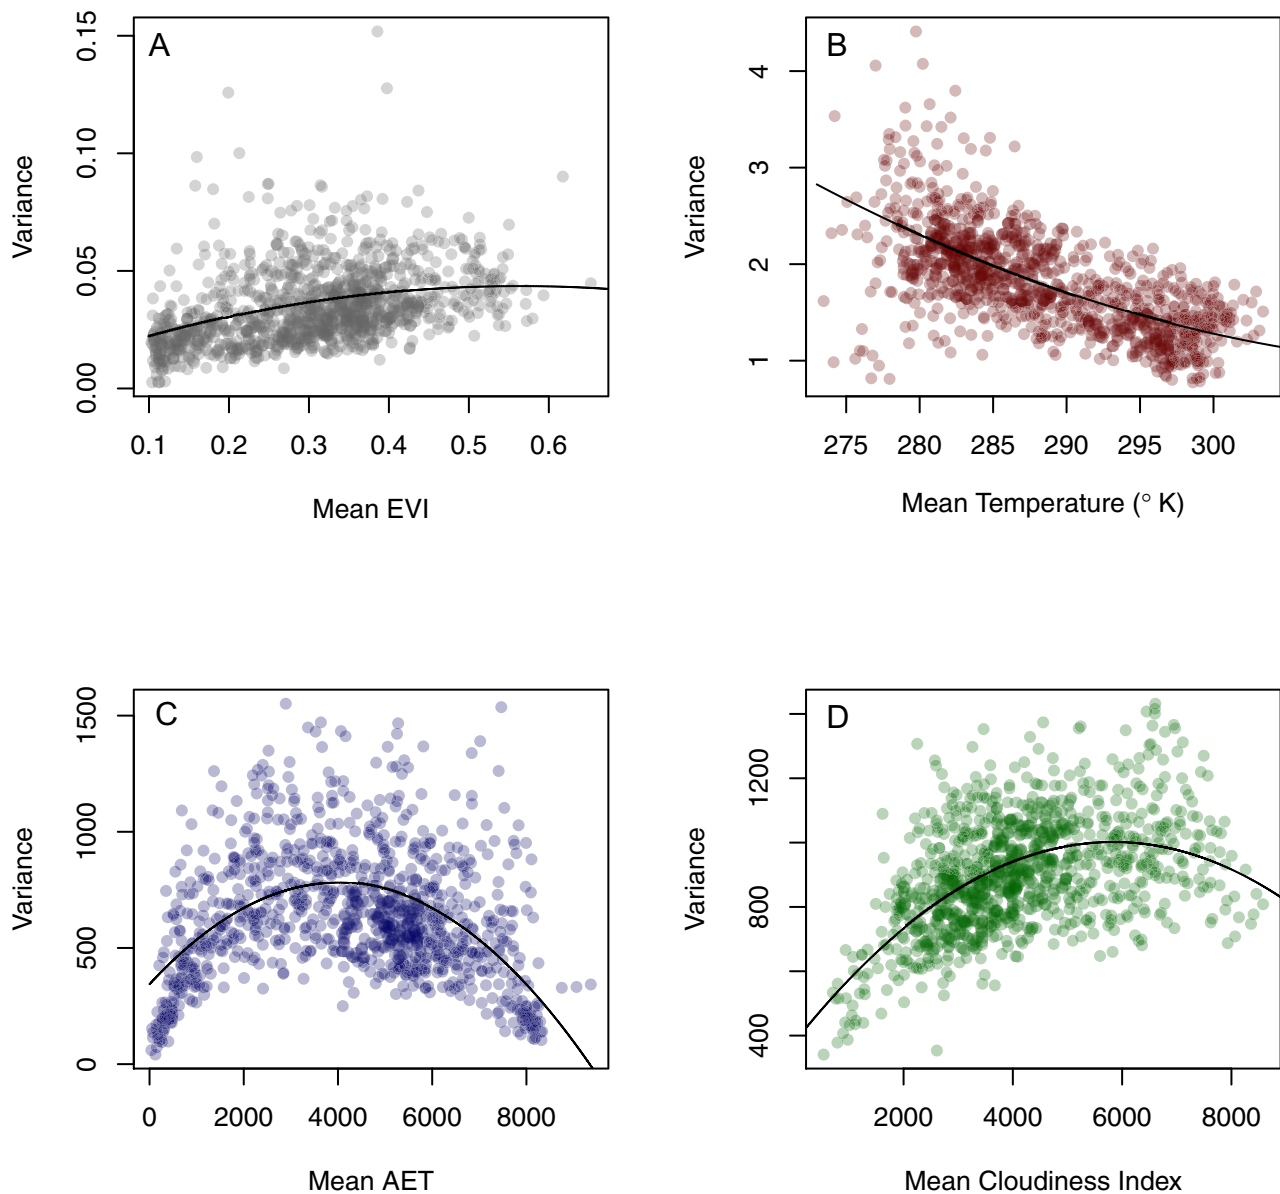 A
Variance
0.15
0.10
0.05
0.00
0.1 0.2 0.3 0.4 0.5 0.6
Mean EVI
B
Variance
4
3
2
1
275 280 285 290 295 300
Mean Temperature (° K)
C
Variance
1500
1000
500
0
0 2000 4000 6000 8000
Mean AET
D
Variance
1200
800
400
2000 4000 6000 8000
Mean Cloudiness Index